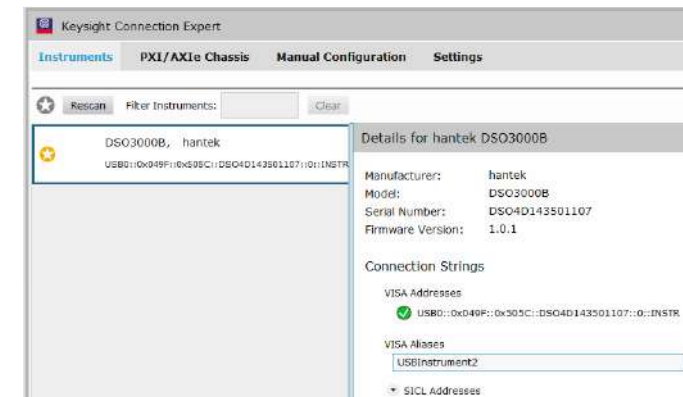 Keysight Connection Expert
Instruments PXI/AXIe Chassis Manual Configuration Settings
Rescan Filter Instruments: Clear
DSO3000B, hantek
USB0::0x049F::0x505C::DSO4D143501107::0::INSTR
Details for hantek DSO3000B
Manufacturer: hantek
Model: DSO3000B
Serial Number: DSO4D143501107
Firmware Version: 1.0.1
Connection Strings
VISA Addresses
USB0::0x049F::0x505C::DSO4D143501107::0::INSTR
VISA Aliases
USBInstrument2
SICL Addresses